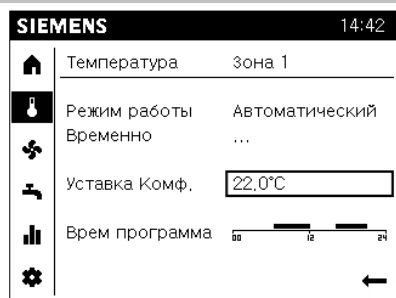 SIEMENS 14:42
Температура Зона 1
Режим работы Автоматический
Временно ...
Уставка Комф. 22,0°C
Врем программа
00 12 24